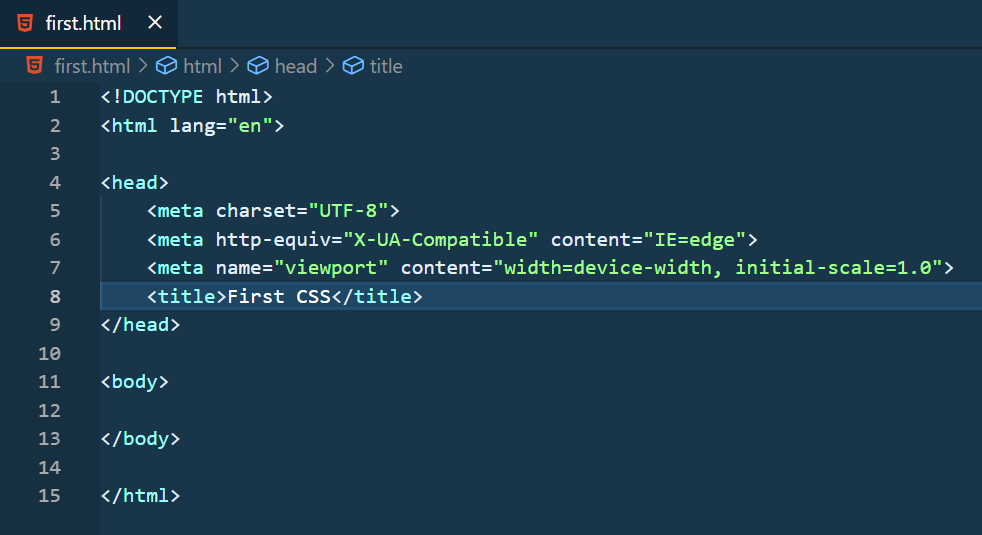 first.html
first.html > html > head > title
1 <!DOCTYPE html>
2 <html lang="en">
3
4 <head>
5     <meta charset="UTF-8">
6     <meta http-equiv="X-UA-Compatible" content="IE=edge">
7     <meta name="viewport" content="width=device-width, initial-scale=1.0">
8     <title>First CSS</title>
9 </head>
10
11 <body>
12
13 </body>
14
15 </html>